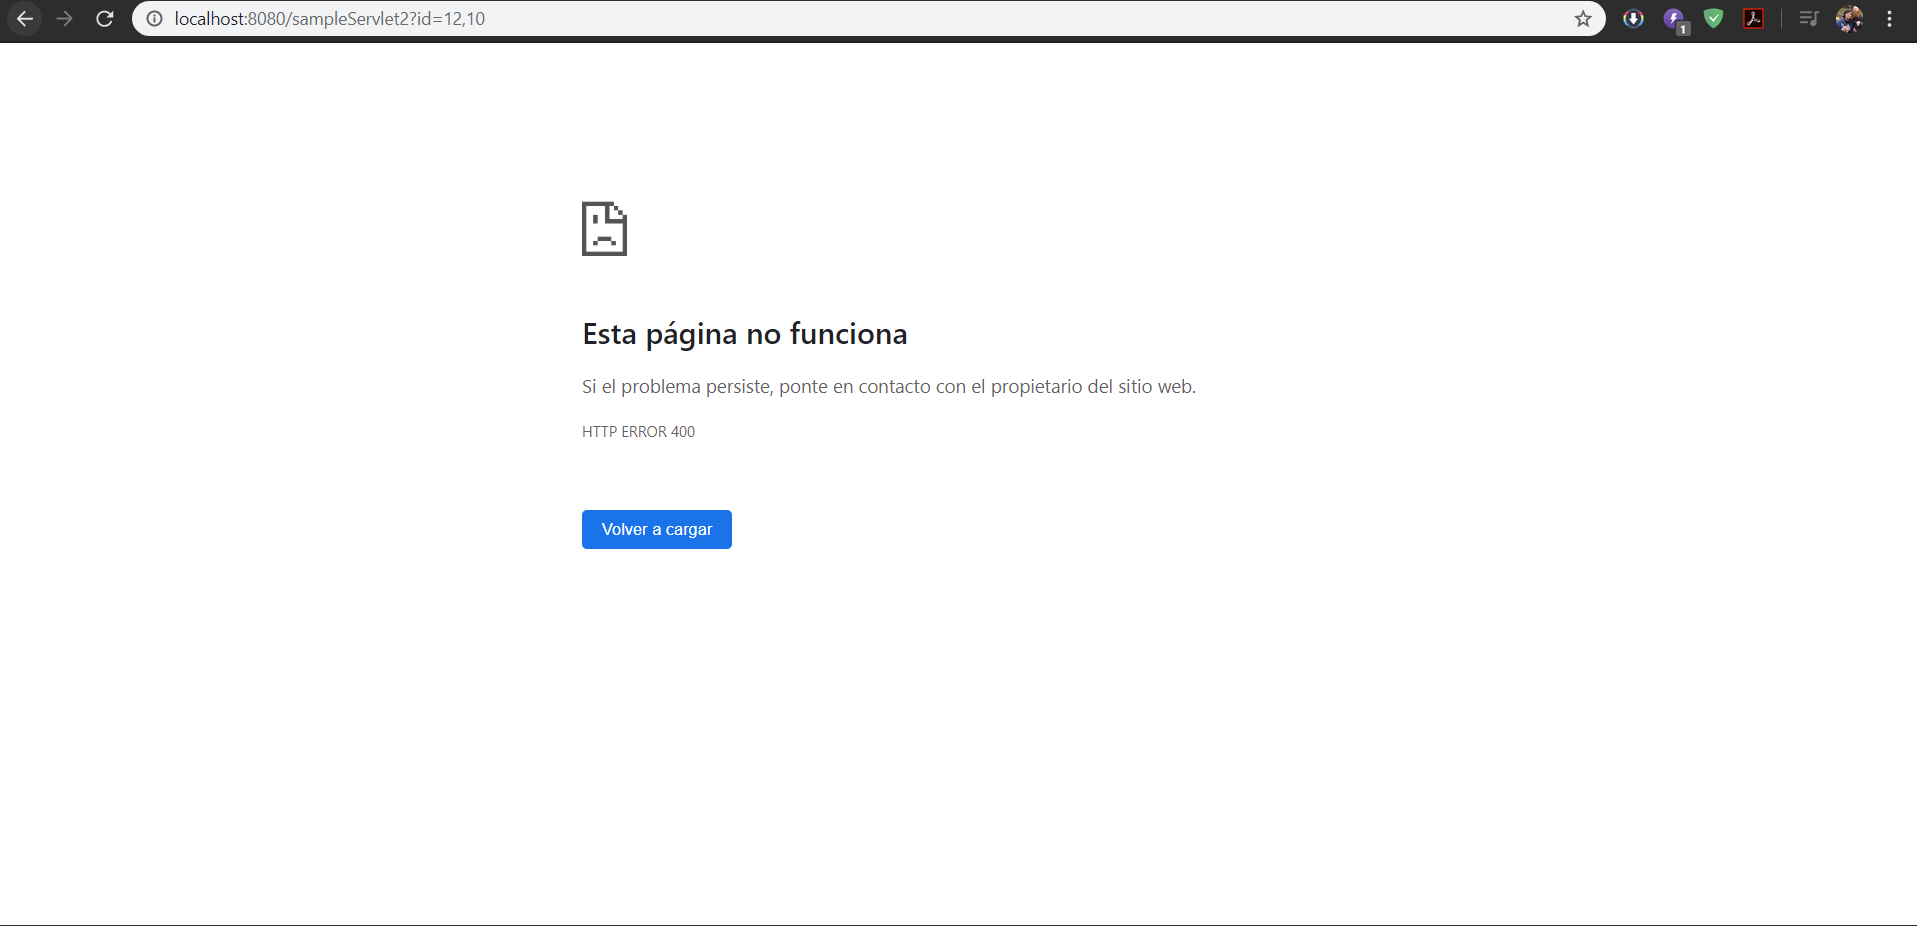 localhost:8080/sampleServlet2?id=12,10
1
Esta página no funciona
Si el problema persiste, ponte en contacto con el propietario del sitio web.
HTTP ERROR 400
Volver a cargar